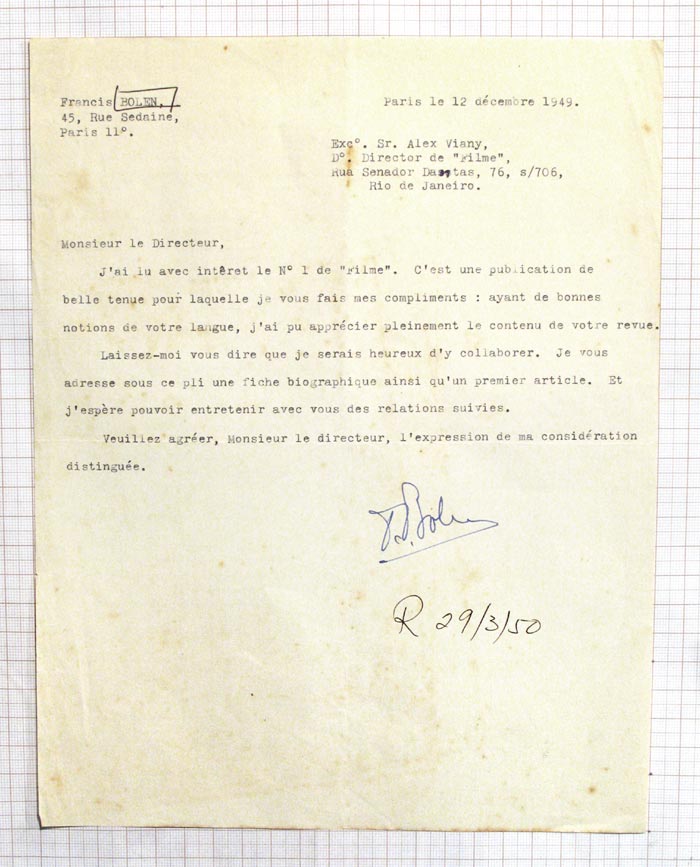 Francis BOLEN,
45, Rue Sedaine,
Paris 11°.
Paris le 12 décembre 1949.
Exc°. Sr. Alex Viany,
D°. Director de "Filme",
Rua Senador Dantas, 76, s/706,
Rio de Janeiro.
Monsieur le Directeur,
J'ai lu avec intêret le N° 1 de "Filme". C'est une publication de
belle tenue pour laquelle je vous fais mes compliments : ayant de bonnes
notions de votre langue, j'ai pu apprécier pleinement le contenu de votre revue.
Laissez-moi vous dire que je serais heureux d'y collaborer. Je vous
adresse sous ce pli une fiche biographique ainsi qu'un premier article. Et
j'espère pouvoir entretenir avec vous des relations suivies.
Veuillez agréer, Monsieur le directeur, l'expression de ma considération
distinguée.
R 29/3/50